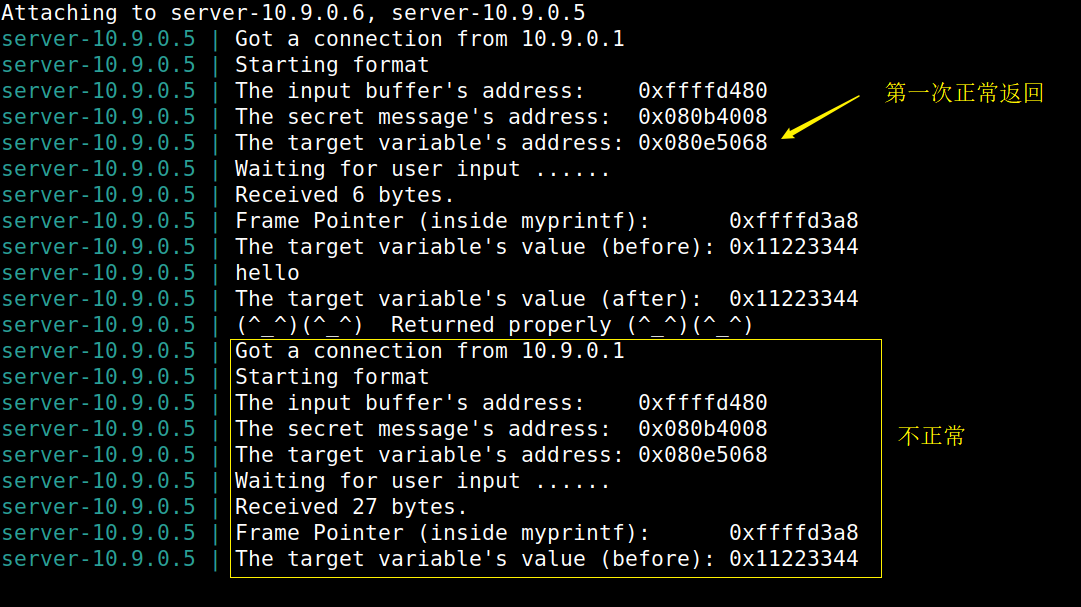 Attaching to server-10.9.0.6, server-10.9.0.5
server-10.9.0.5 | Got a connection from 10.9.0.1
server-10.9.0.5 | Starting format
server-10.9.0.5 | The input buffer's address:    0xffffd480
第一次正常返回
server-10.9.0.5 | The secret message's address:  0x080b4008
server-10.9.0.5 | The target variable's address: 0x080e5068
server-10.9.0.5 | Waiting for user input ......
server-10.9.0.5 | Received 6 bytes.
server-10.9.0.5 | Frame Pointer (inside myprintf):      0xffffd3a8
server-10.9.0.5 | The target variable's value (before): 0x11223344
server-10.9.0.5 | hello
server-10.9.0.5 | The target variable's value (after):  0x11223344
server-10.9.0.5 | (^_^)(^_^)  Returned properly (^_^)(^_^)
server-10.9.0.5 | Got a connection from 10.9.0.1
server-10.9.0.5 | Starting format
server-10.9.0.5 | The input buffer's address:    0xffffd480
server-10.9.0.5 | The secret message's address:  0x080b4008
不正常
server-10.9.0.5 | The target variable's address: 0x080e5068
server-10.9.0.5 | Waiting for user input ......
server-10.9.0.5 | Received 27 bytes.
server-10.9.0.5 | Frame Pointer (inside myprintf):      0xffffd3a8
server-10.9.0.5 | The target variable's value (before): 0x11223344